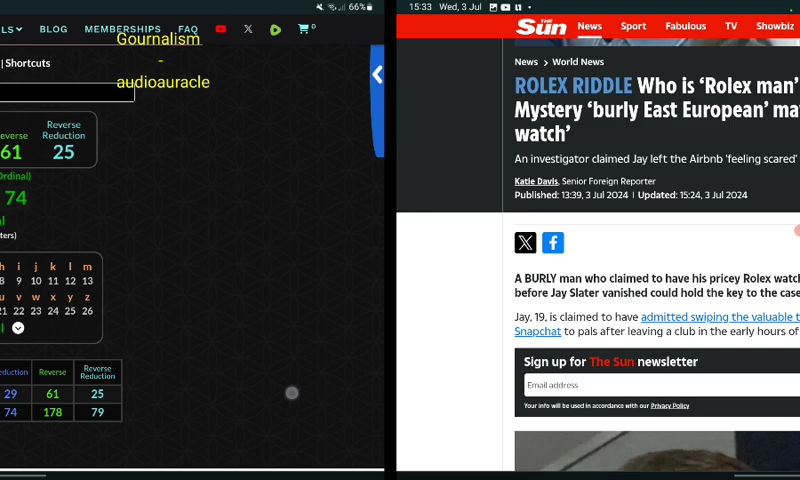 66%
LS
BLOG
MEMBERSHIPS
FAQ
X
0
Gournalism
-
audioauracle
| Shortcuts
everse
61
Reverse
Reduction
25
Ordinal)
74
al
ters)
h i j k l m
8 9 10 11 12 13
u v w x y z
21 22 23 24 25 26
l
eduction Reverse Reverse
Reduction
29 61 25
74 178 79
15:33 Wed, 3 Jul
THE
Sun
News Sport Fabulous TV Showbiz
News > World News
ROLEX RIDDLE Who is ‘Rolex man’
Mystery ‘burly East European’ ma
watch’
An investigator claimed Jay left the Airbnb ‘feeling scared’
Katie Davis, Senior Foreign Reporter
Published: 13:39, 3 Jul 2024 | Updated: 15:24, 3 Jul 2024
X f
A BURLY man who claimed to have his pricey Rolex watc
before Jay Slater vanished could hold the key to the case
Jay, 19, is claimed to have admitted swiping the valuable t
Snapchat to pals after leaving a club in the early hours of
Sign up for The Sun newsletter
Email address
Your info will be used in accordance with our Privacy Policy